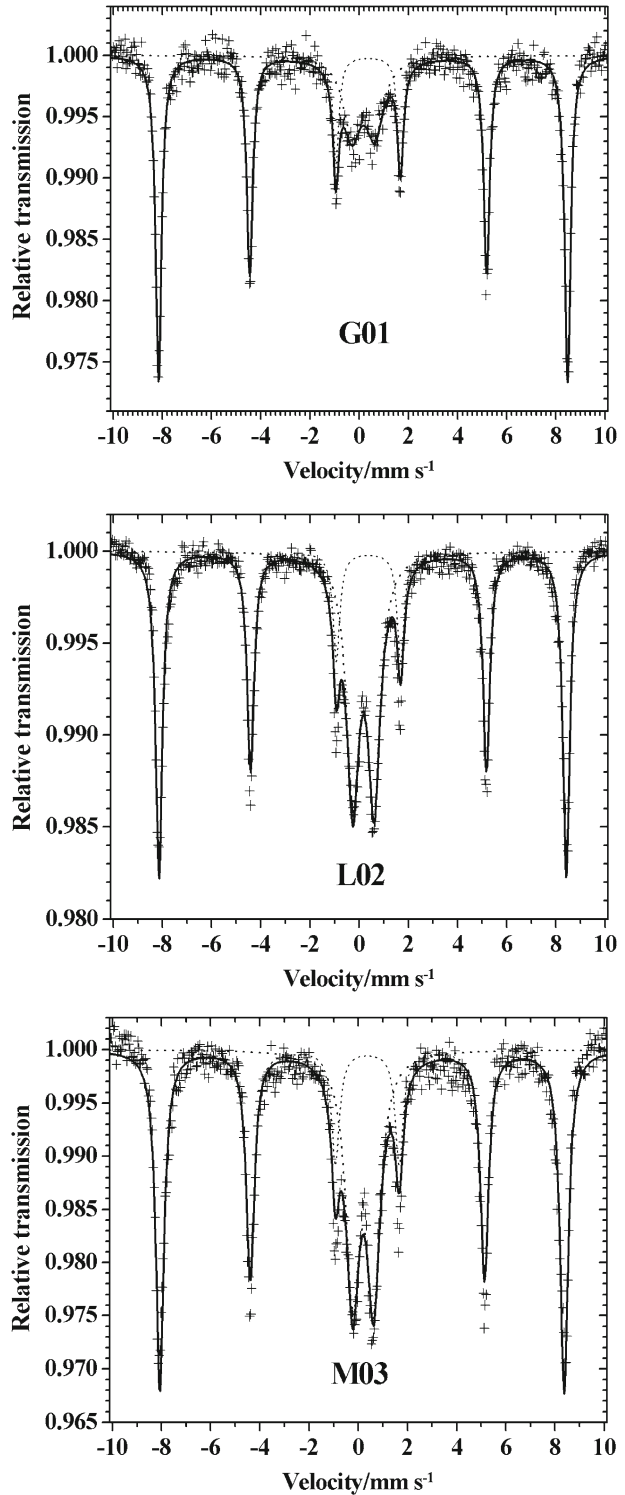 Relative transmission
1.000
0.995
0.990
0.985
0.980
0.975
G01
-10 -8 -6 -4 -2 0 2 4 6 8 10
Velocity/mm s-1
Relative transmission
1.000
0.995
0.990
0.985
0.980
L02
-10 -8 -6 -4 -2 0 2 4 6 8 10
Velocity/mm s-1
Relative transmission
1.000
0.995
0.990
0.985
0.980
0.975
0.970
0.965
M03
-10 -8 -6 -4 -2 0 2 4 6 8 10
Velocity/mm s-1